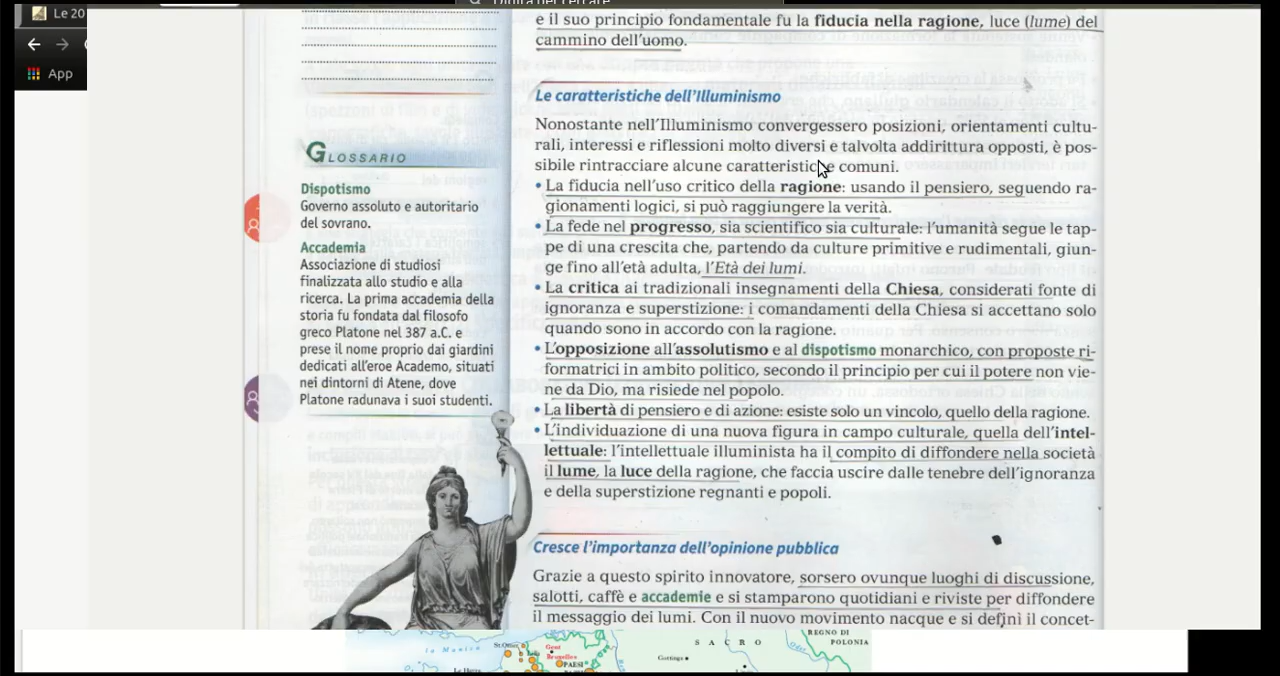 Le 20
App
e il suo principio fondamentale fu la fiducia nella ragione, luce (lume) del
cammino dell'uomo.
Le caratteristiche dell'Illuminismo
Nonostante nell'Illuminismo convergessero posizioni, orientamenti cultu-
rali, interessi e riflessioni molto diversi e talvolta addirittura opposti, è pos-
sibile rintracciare alcune caratteristiche comuni.
• La fiducia nell'uso critico della ragione: usando il pensiero, seguendo ra-
gionamenti logici, si può raggiungere la verità.
• La fede nel progresso, sia scientifico sia culturale: l'umanità segue le tap-
pe di una crescita che, partendo da culture primitive e rudimentali, giun-
ge fino all'età adulta, l'Età dei lumi.
• La critica ai tradizionali insegnamenti della Chiesa, considerati fonte di
ignoranza e superstizione: i comandamenti della Chiesa si accettano solo
quando sono in accordo con la ragione.
• L'opposizione all'assolutismo e al dispotismo monarchico, con proposte ri-
formatrici in ambito politico, secondo il principio per cui il potere non vie-
ne da Dio, ma risiede nel popolo.
• La libertà di pensiero e di azione: esiste solo un vincolo, quello della ragione.
• L'individuazione di una nuova figura in campo culturale, quella dell'intel-
lettuale: l'intellettuale illuminista ha il compito di diffondere nella società
il lume, la luce della ragione, che faccia uscire dalle tenebre dell'ignoranza
e della superstizione regnanti e popoli.
Cresce l'importanza dell'opinione pubblica
Grazie a questo spirito innovatore, sorsero ovunque luoghi di discussione,
salotti, caffè e accademie e si stamparono quotidiani e riviste per diffondere
il messaggio dei lumi. Con il nuovo movimento nacque e si definì il concet-
GLOSSARIO
Dispotismo
Governo assoluto e autoritario
del sovrano.
Accademia
Associazione di studiosi
finalizzata allo studio e alla
ricerca. La prima accademia della
storia fu fondata dal filosofo
greco Platone nel 387 a.C. e
prese il nome proprio dai giardini
dedicati all'eroe Academo, situati
nei dintorni di Atene, dove
Platone radunava i suoi studenti.
la Manica
St Omer
Gent
Bruxelles
PAESI
Le Havre
SACRO
Gottinga
REGNO DI
POLONIA